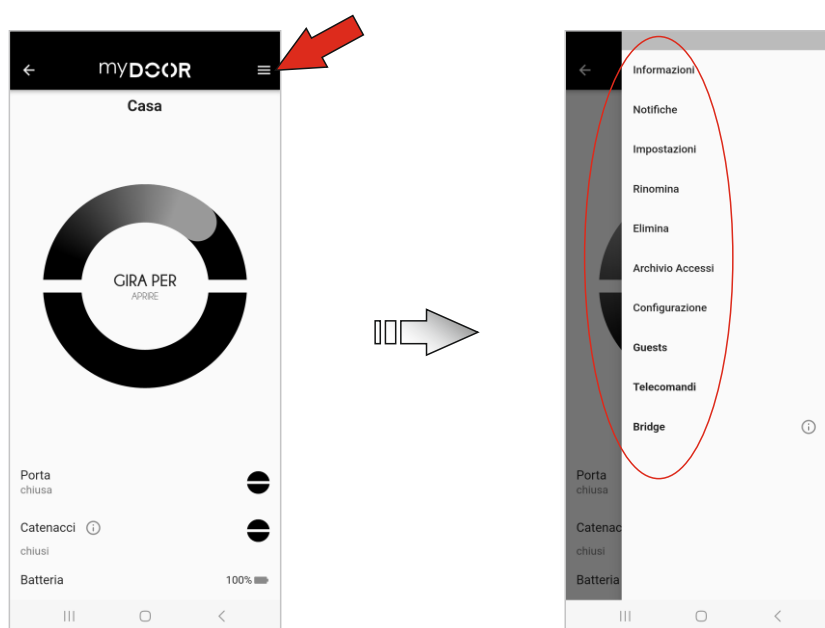 myDOOR
Casa
GIRA PER
APRIRE
Porta
chiusa
Catenacci
chiusi
Batteria
100%
Informazioni
Notifiche
Impostazioni
Rinomina
Elimina
Archivio Accessi
Configurazione
Guests
Telecomandi
Bridge
Porta
chiusa
Catenac
chiusi
Batteria